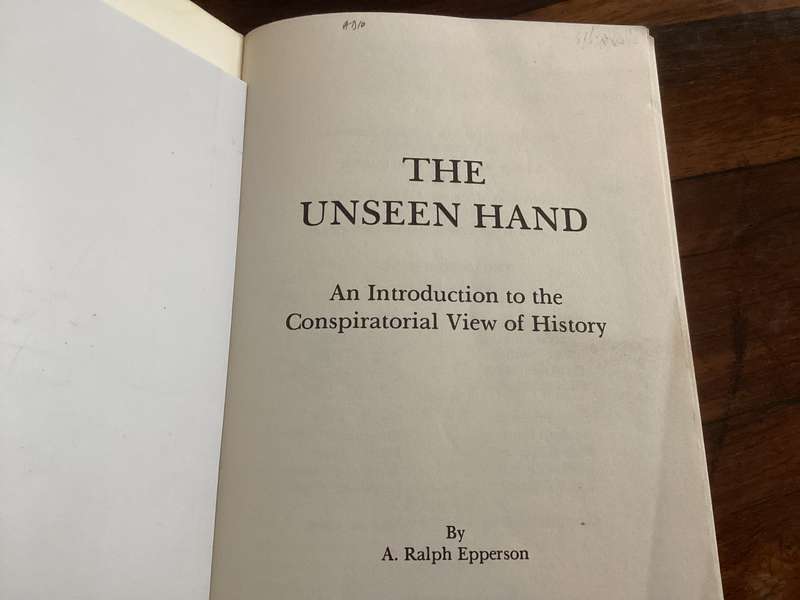 THE
UNSEEN HAND
An Introduction to the
Conspiratorial View of History
By
A. Ralph Epperson